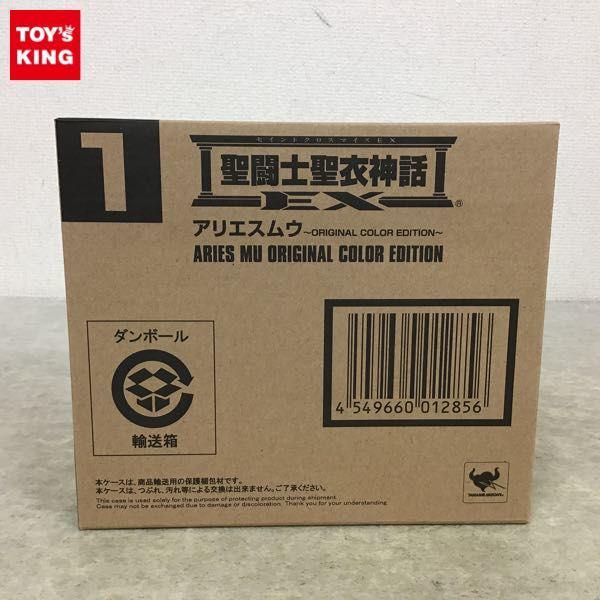 TOY's
KING
1
セイントクロスマイスEX
聖闘士聖衣神話
EX®
アリエスムウ~ORIGINAL COLOR EDITION~
ARIES MU ORIGINAL COLOR EDITION
ダンボール
輸送箱
4 549660 012856
本ケースは、商品輸送用の保護梱包材です。
本ケースは、つぶれ、汚れ等による交換は出来ません。ご了承ください。
This case is used solely for the purpose of protecting product during shipment.
Case may not be exchanged due to damage or discoloration. Thank you for your understanding
TAMASHII NATIONS